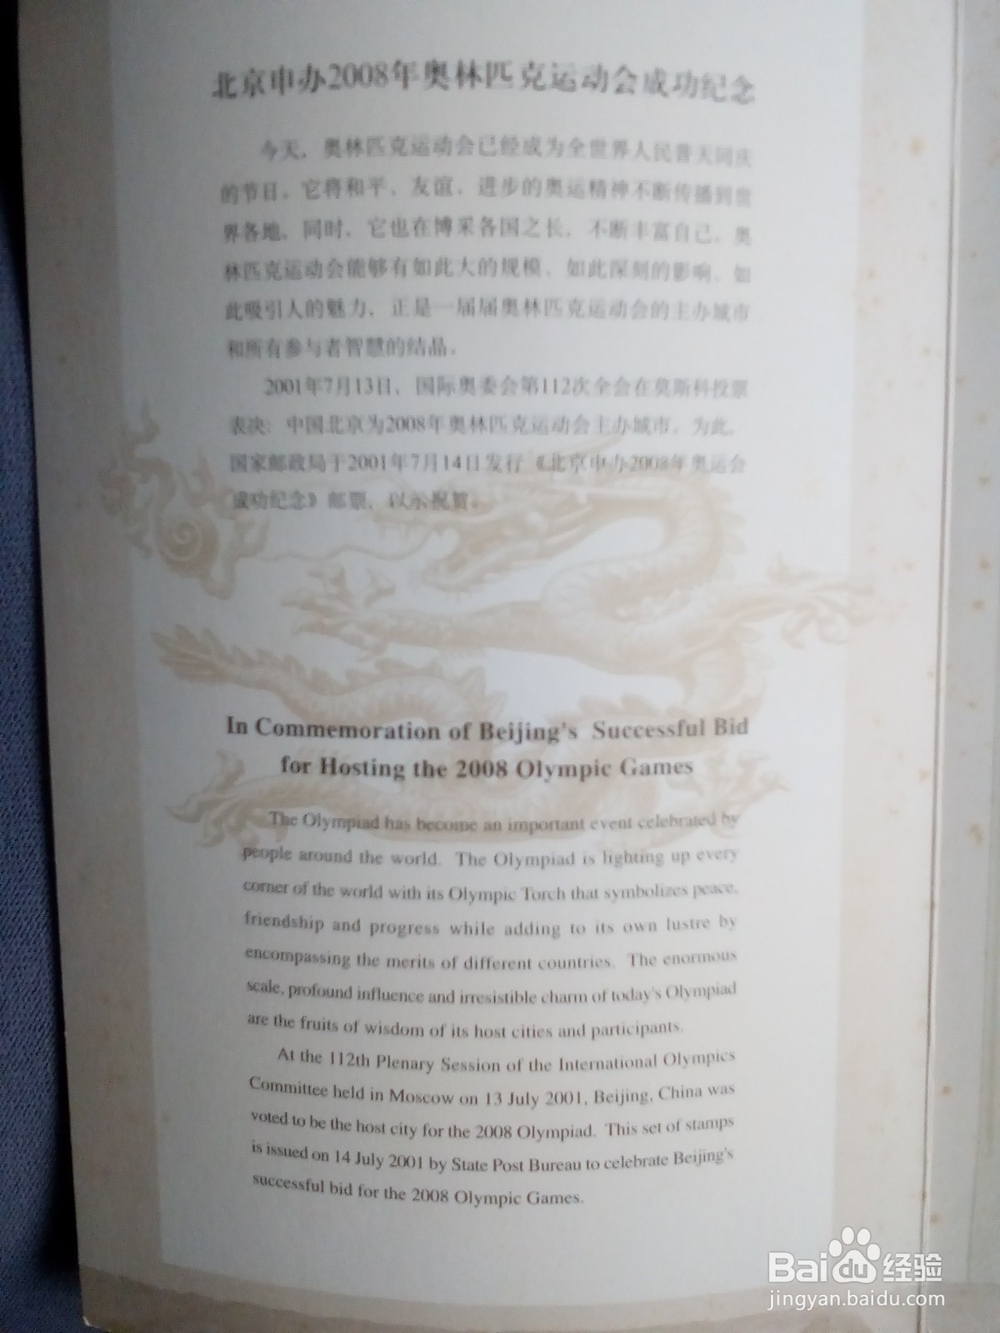 北京申办2008年奥林匹克运动会成功纪念
今天，奥林匹克运动会已经成为全世界人民普天同庆
的节日。它将和平、友谊、进步的奥运精神不断传播到世
界各地，同时，它也在博采各国之长，不断丰富自己。奥
林匹克运动会能够有如此大的规模、如此深刻的影响、如
此吸引人的魅力，正是一届届奥林匹克运动会的主办城市
和所有参与者智慧的结晶。
2001年7月13日，国际奥委会第112次全会在莫斯科投票
表决：中国北京为2008年奥林匹克运动会主办城市。为此，
国家邮政局于2001年7月14日发行《北京申办2008年奥运会
成功纪念》邮票，以示祝贺。
In Commemoration of Beijing's Successful Bid
for Hosting the 2008 Olympic Games
The Olympiad has become an important event celebrated by
people around the world. The Olympiad is lighting up every
corner of the world with its Olympic Torch that symbolizes peace,
friendship and progress while adding to its own lustre by
encompassing the merits of different countries. The enormous
scale, profound influence and irresistible charm of today's Olympiad
are the fruits of wisdom of its host cities and participants.
At the 112th Plenary Session of the International Olympics
Committee held in Moscow on 13 July 2001, Beijing, China was
voted to be the host city for the 2008 Olympiad. This set of stamps
is issued on 14 July 2001 by State Post Bureau to celebrate Beijing's
successful bid for the 2008 Olympic Games.
Baidu经验
jingyan.baidu.com